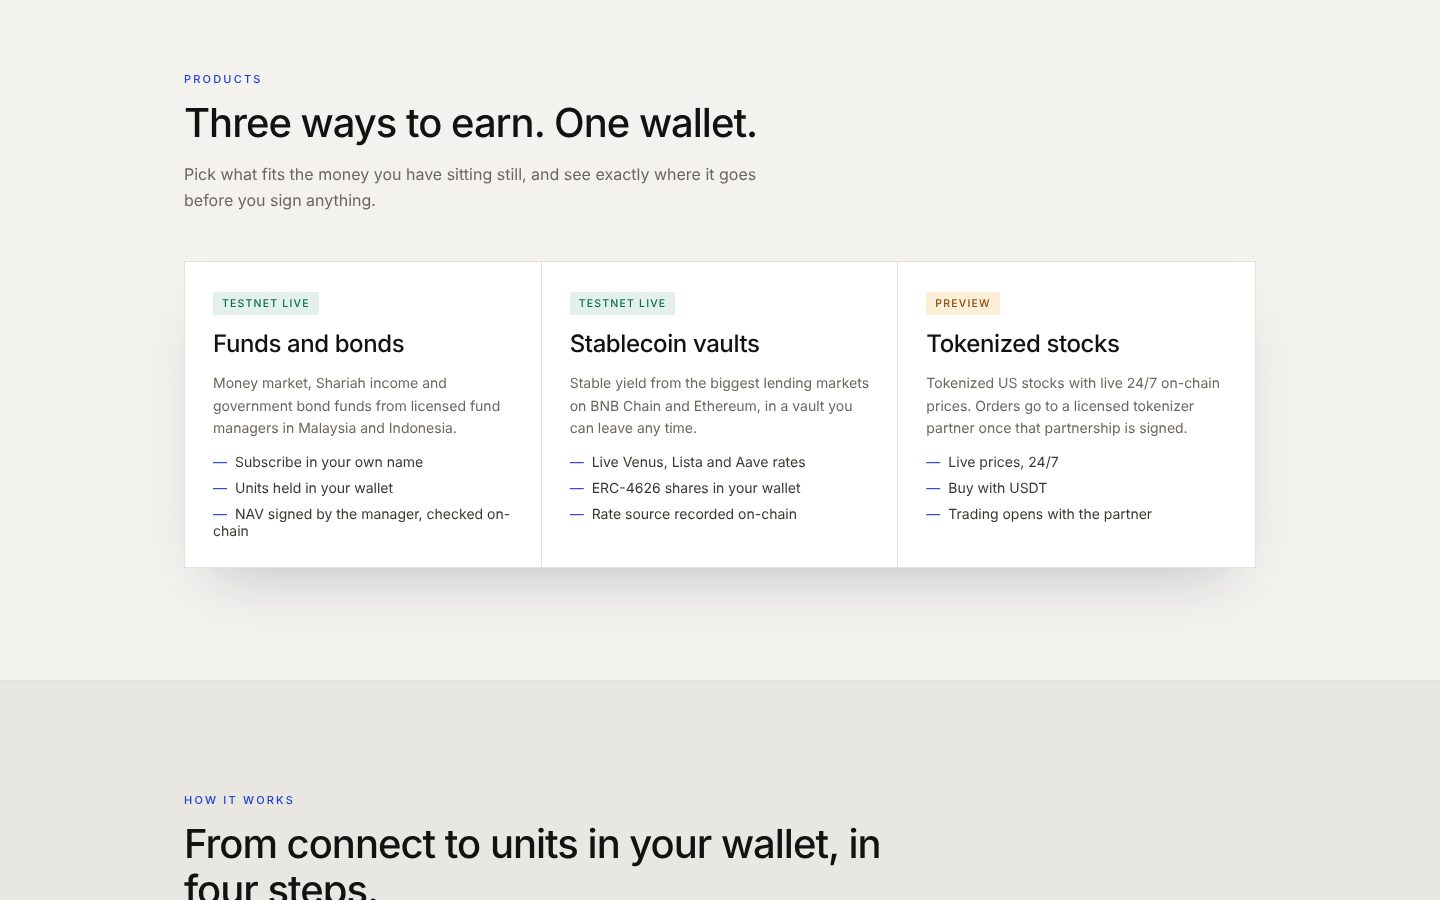 PRODUCTS
Three ways to earn. One wallet.
Pick what fits the money you have sitting still, and see exactly where it goes
before you sign anything.
TESTNET LIVE
Funds and bonds
Money market, Shariah income and
government bond funds from licensed fund
managers in Malaysia and Indonesia.
— Subscribe in your own name
— Units held in your wallet
— NAV signed by the manager, checked on-
chain
TESTNET LIVE
Stablecoin vaults
Stable yield from the biggest lending markets
on BNB Chain and Ethereum, in a vault you
can leave any time.
— Live Venus, Lista and Aave rates
— ERC-4626 shares in your wallet
— Rate source recorded on-chain
PREVIEW
Tokenized stocks
Tokenized US stocks with live 24/7 on-chain
prices. Orders go to a licensed tokenizer
partner once that partnership is signed.
— Live prices, 24/7
— Buy with USDT
— Trading opens with the partner
HOW IT WORKS
From connect to units in your wallet, in
four steps.